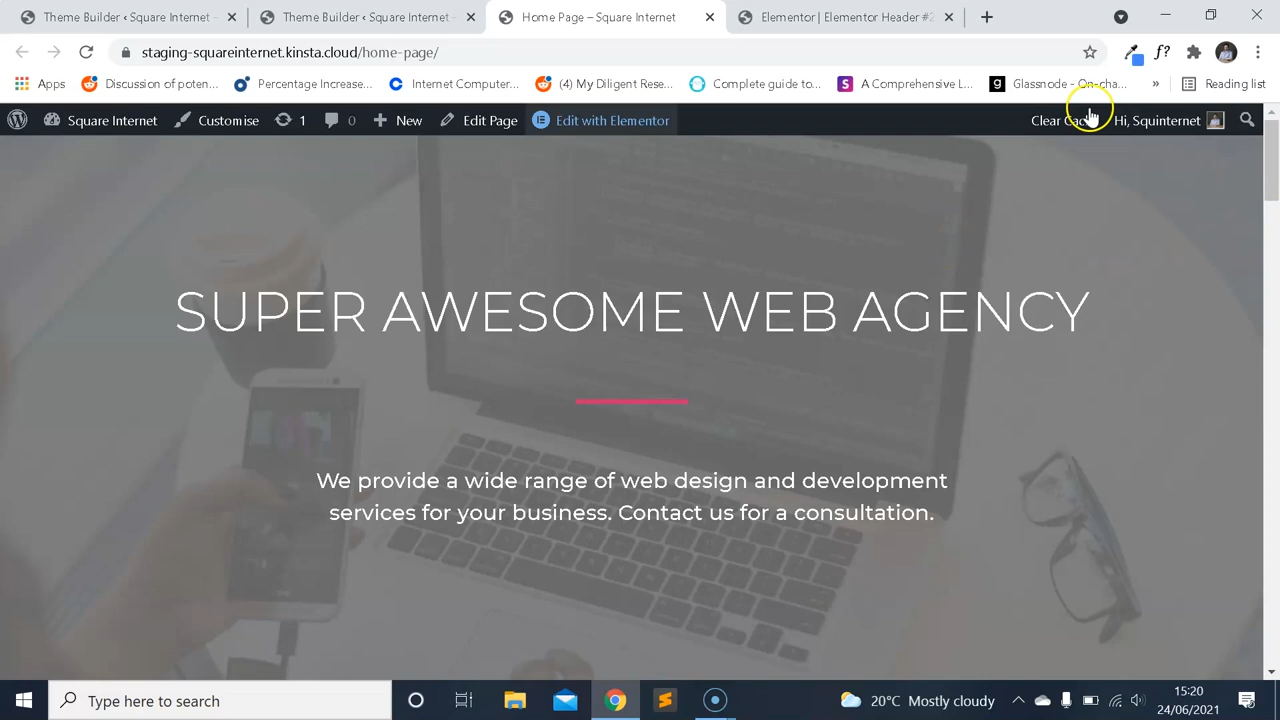 Theme Builder ‹ Square Internet
Theme Builder ‹ Square Internet
Home Page – Square Internet
Elementor | Elementor Header #2
staging-squareinternet.kinsta.cloud/home-page/
f?
Apps
Discussion of poten...
Percentage Increase...
Internet Computer...
(4) My Diligent Rese...
Complete guide to...
A Comprehensive L...
Glassnode - On-cha...
»
Reading list
Square Internet
Customise
1
0
New
Edit Page
Edit with Elementor
Clear
Hi, Squinternet
SUPER AWESOME WEB AGENCY
We provide a wide range of web design and development
services for your business. Contact us for a consultation.
Type here to search
20°C Mostly cloudy
15:20
24/06/2021